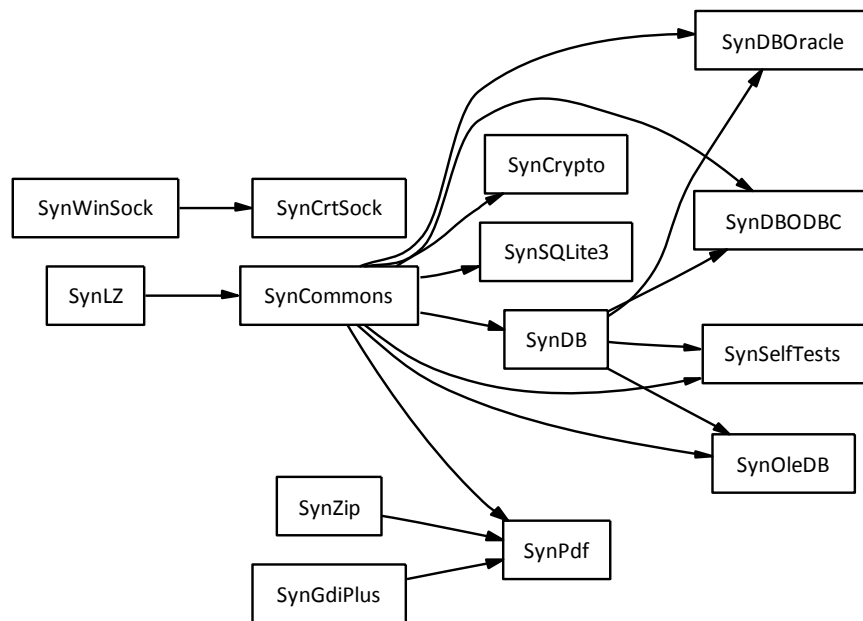 SynDBOracle
SynCrypto
SynWinSock
SynCrtSock
SynDBODBC
SynSQLite3
SynLZ
SynCommons
SynDB
SynSelfTests
SynOleDB
SynZip
SynPdf
SynGdiPlus